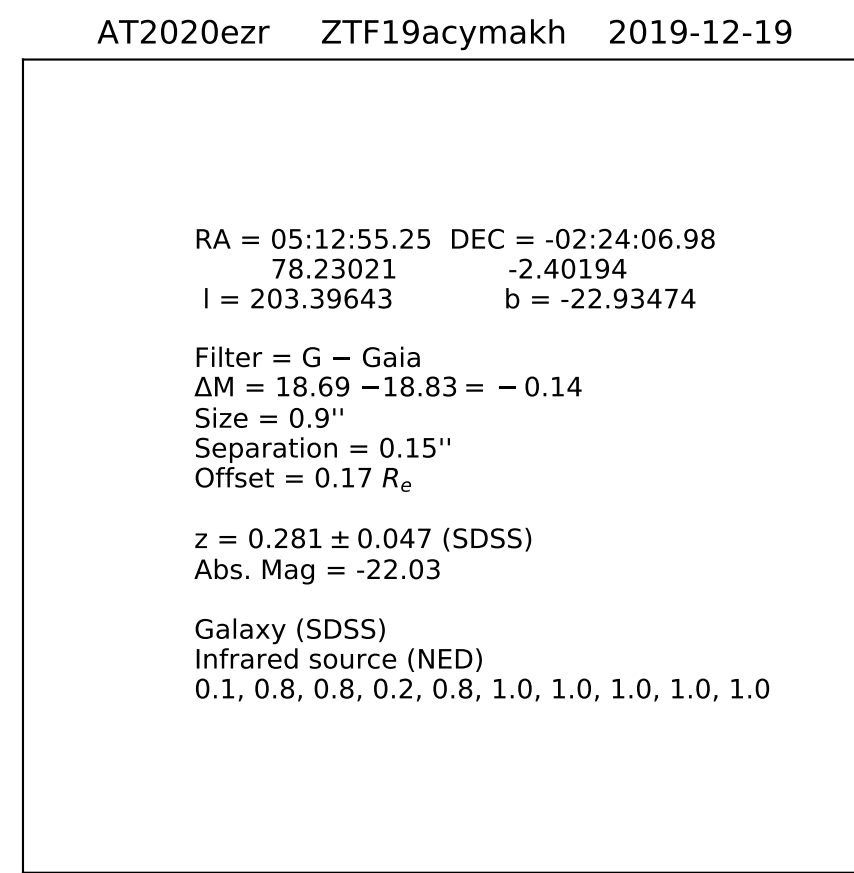 AT2020ezr ZTF19acymakh 2019-12-19
RA = 05:12:55.25 DEC = -02:24:06.98
78.23021 -2.40194
l = 203.39643 b = -22.93474
Filter = G − Gaia
ΔM = 18.69 −18.83 = − 0.14
Size = 0.9''
Separation = 0.15''
Offset = 0.17 Rₑ
z = 0.281 ± 0.047 (SDSS)
Abs. Mag = -22.03
Galaxy (SDSS)
Infrared source (NED)
0.1, 0.8, 0.8, 0.2, 0.8, 1.0, 1.0, 1.0, 1.0, 1.0